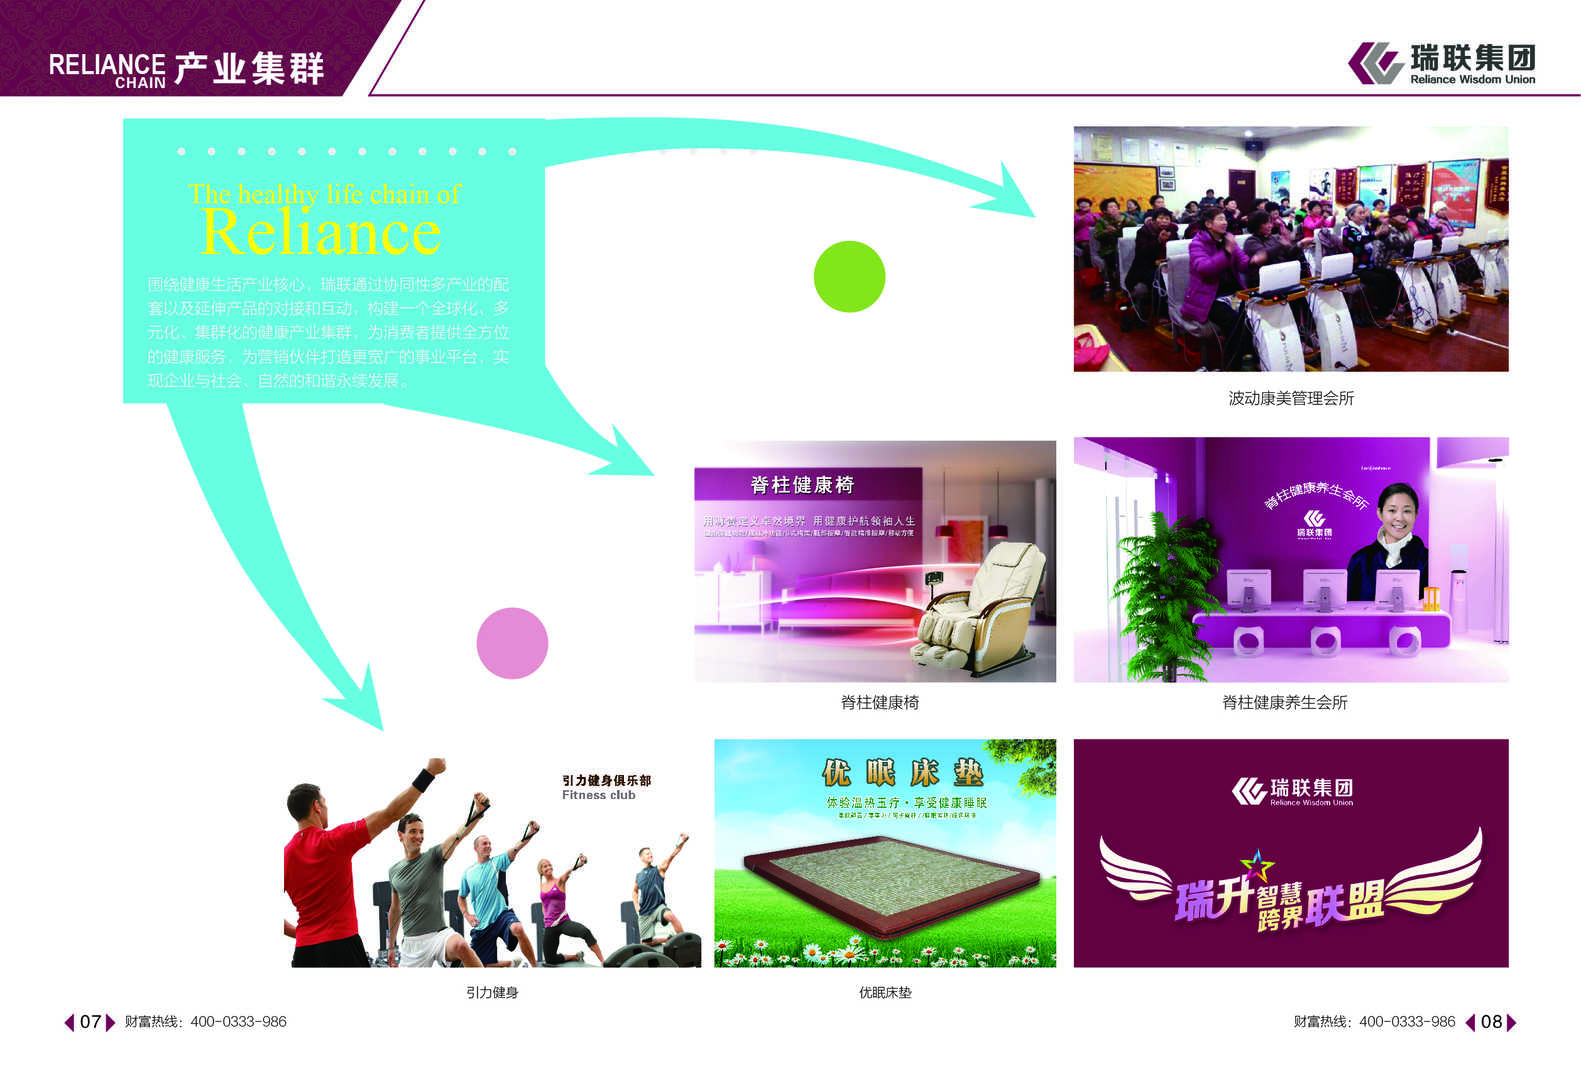 RELIANCE
CHAIN
产业集群
瑞联集团
Reliance Wisdom Union
The healthy life chain of
Reliance
围绕健康生活产业核心，瑞联通过协同性多产业的配
套以及延伸产品的对接和互动，构建一个全球化、多
元化、集群化的健康产业集群，为消费者提供全方位
的健康服务，为营销伙伴打造更宽广的事业平台，实
现企业与社会、自然的和谐永续发展。
波动康美管理会所
脊柱健康椅
用睿智定义卓然境界 用健康护航领袖人生
脊柱健康椅
脊柱健康养生会所
瑞联集团
脊柱健康养生会所
引力健身俱乐部
Fitness club
引力健身
优眠床垫
体验温热玉疗·享受健康睡眠
优眠床垫
瑞联集团
Reliance Wisdom Union
瑞升智慧跨界联盟
07 财富热线：400-0333-986
财富热线：400-0333-986 08